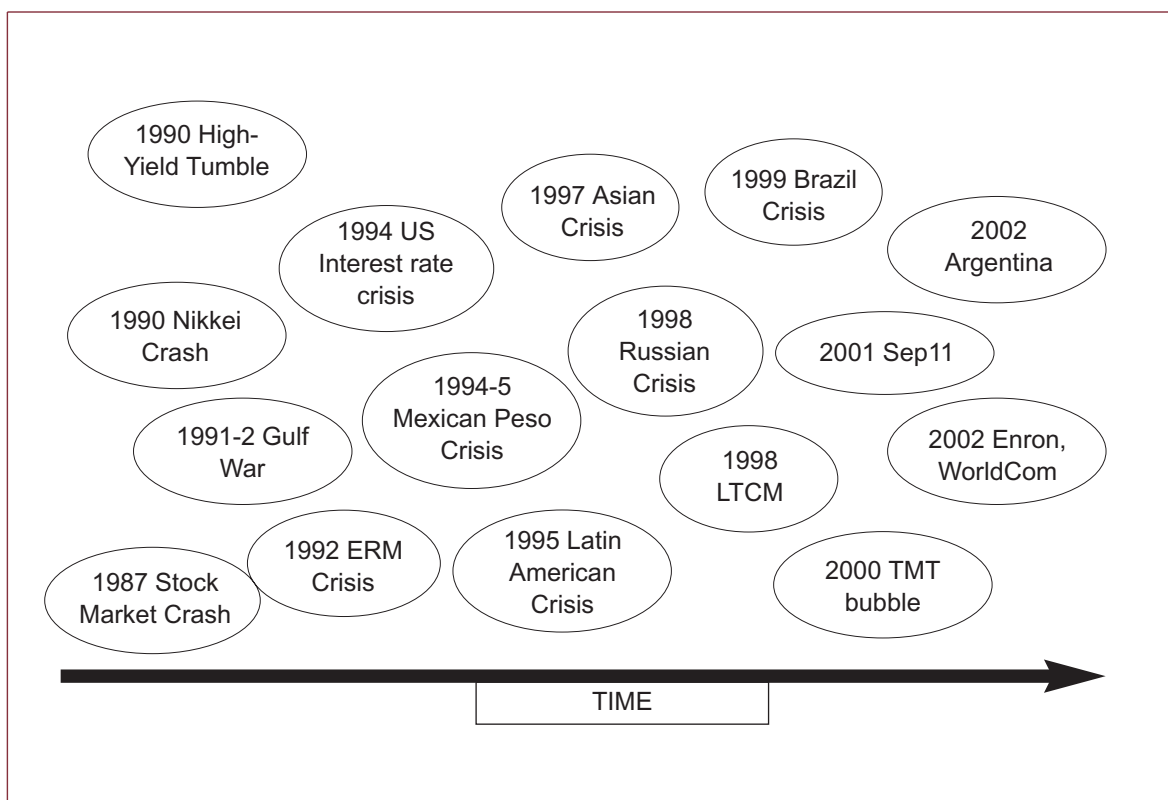 1990 High-
Yield Tumble
1997 Asian
Crisis
1999 Brazil
Crisis
1994 US
Interest rate
crisis
2002
Argentina
1990 Nikkei
Crash
1998
Russian
Crisis
2001 Sep11
1994-5
Mexican Peso
Crisis
1991-2 Gulf
War
1998
LTCM
2002 Enron,
WorldCom
1992 ERM
Crisis
1995 Latin
American
Crisis
1987 Stock
Market Crash
2000 TMT
bubble
TIME